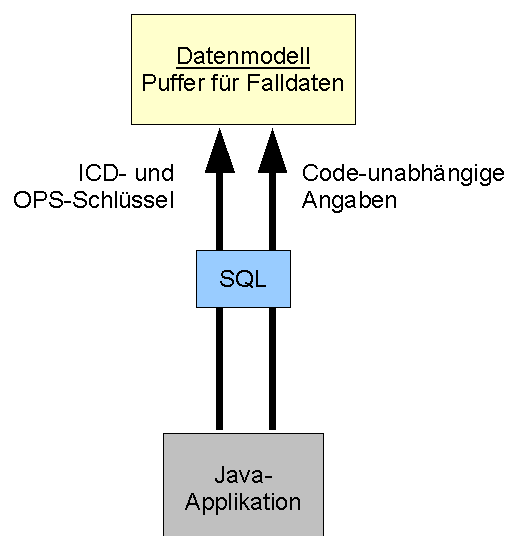 Datenmodell
Puffer für Falldaten
ICD- und
OPS-Schlüssel
Code-unabhängige
Angaben
SQL
Java-
Applikation